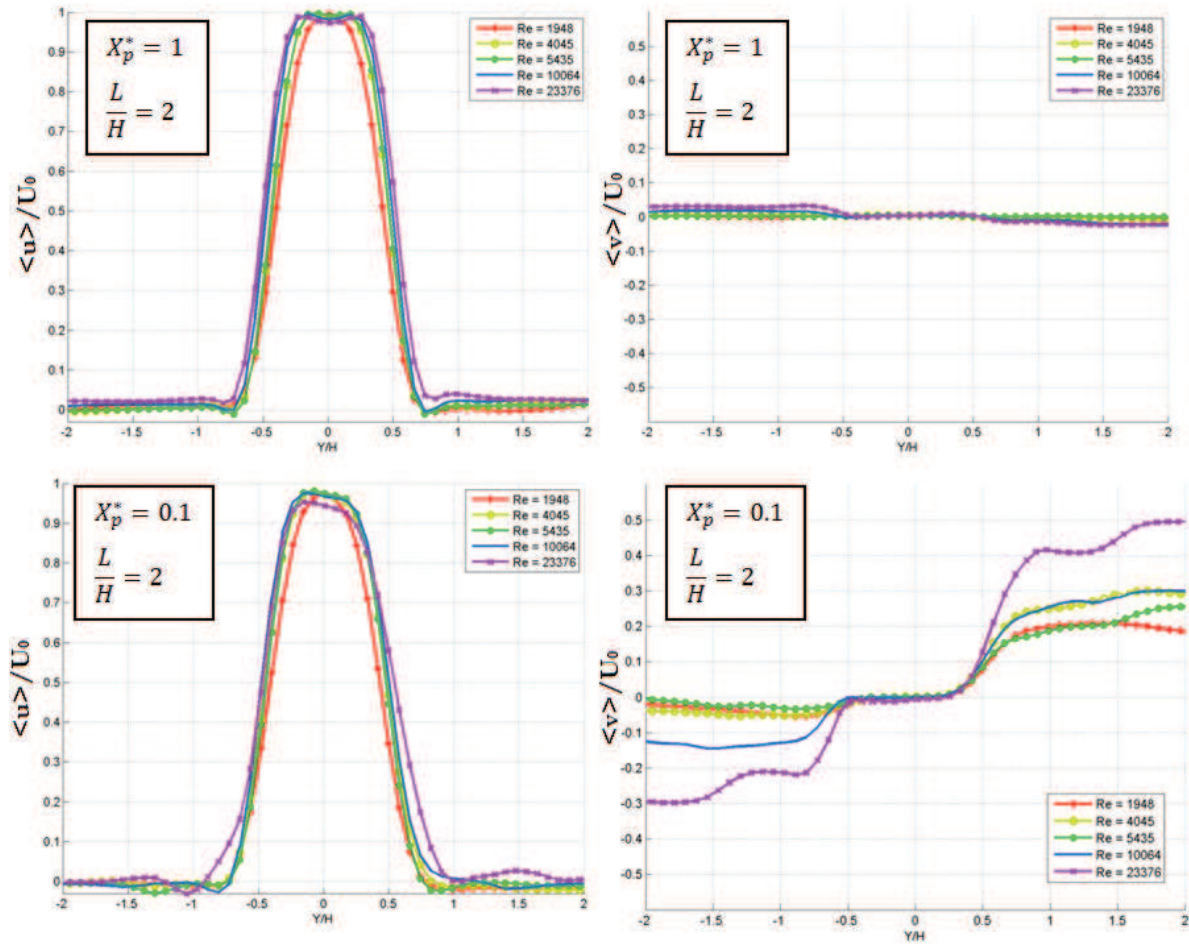 X*p = 1
L/H = 2
Re = 1948
Re = 4045
Re = 5435
Re = 10064
Re = 23376
<u>/U₀
1
0.9
0.8
0.7
0.6
0.5
0.4
0.3
0.2
0.1
0
-2 -1.5 -1 -0.5 0 0.5 1 1.5 2
Y/H
X*p = 1
L/H = 2
Re = 1948
Re = 4045
Re = 5435
Re = 10064
Re = 23376
<v>/U₀
0.5
0.4
0.3
0.2
0.1
0
-0.1
-0.2
-0.3
-0.4
-0.5
-2 -1.5 -1 -0.5 0 0.5 1 1.5 2
Y/H
X*p = 0.1
L/H = 2
Re = 1948
Re = 4045
Re = 5435
Re = 10064
Re = 23376
<u>/U₀
1
0.9
0.8
0.7
0.6
0.5
0.4
0.3
0.2
0.1
0
-2 -1.5 -1 -0.5 0 0.5 1 1.5 2
Y/H
X*p = 0.1
L/H = 2
<v>/U₀
0.5
0.4
0.3
0.2
0.1
0
-0.1
-0.2
-0.3
-0.4
-0.5
Re = 1948
Re = 4045
Re = 5435
Re = 10064
Re = 23376
-2 -1.5 -1 -0.5 0 0.5 1 1.5 2
Y/H